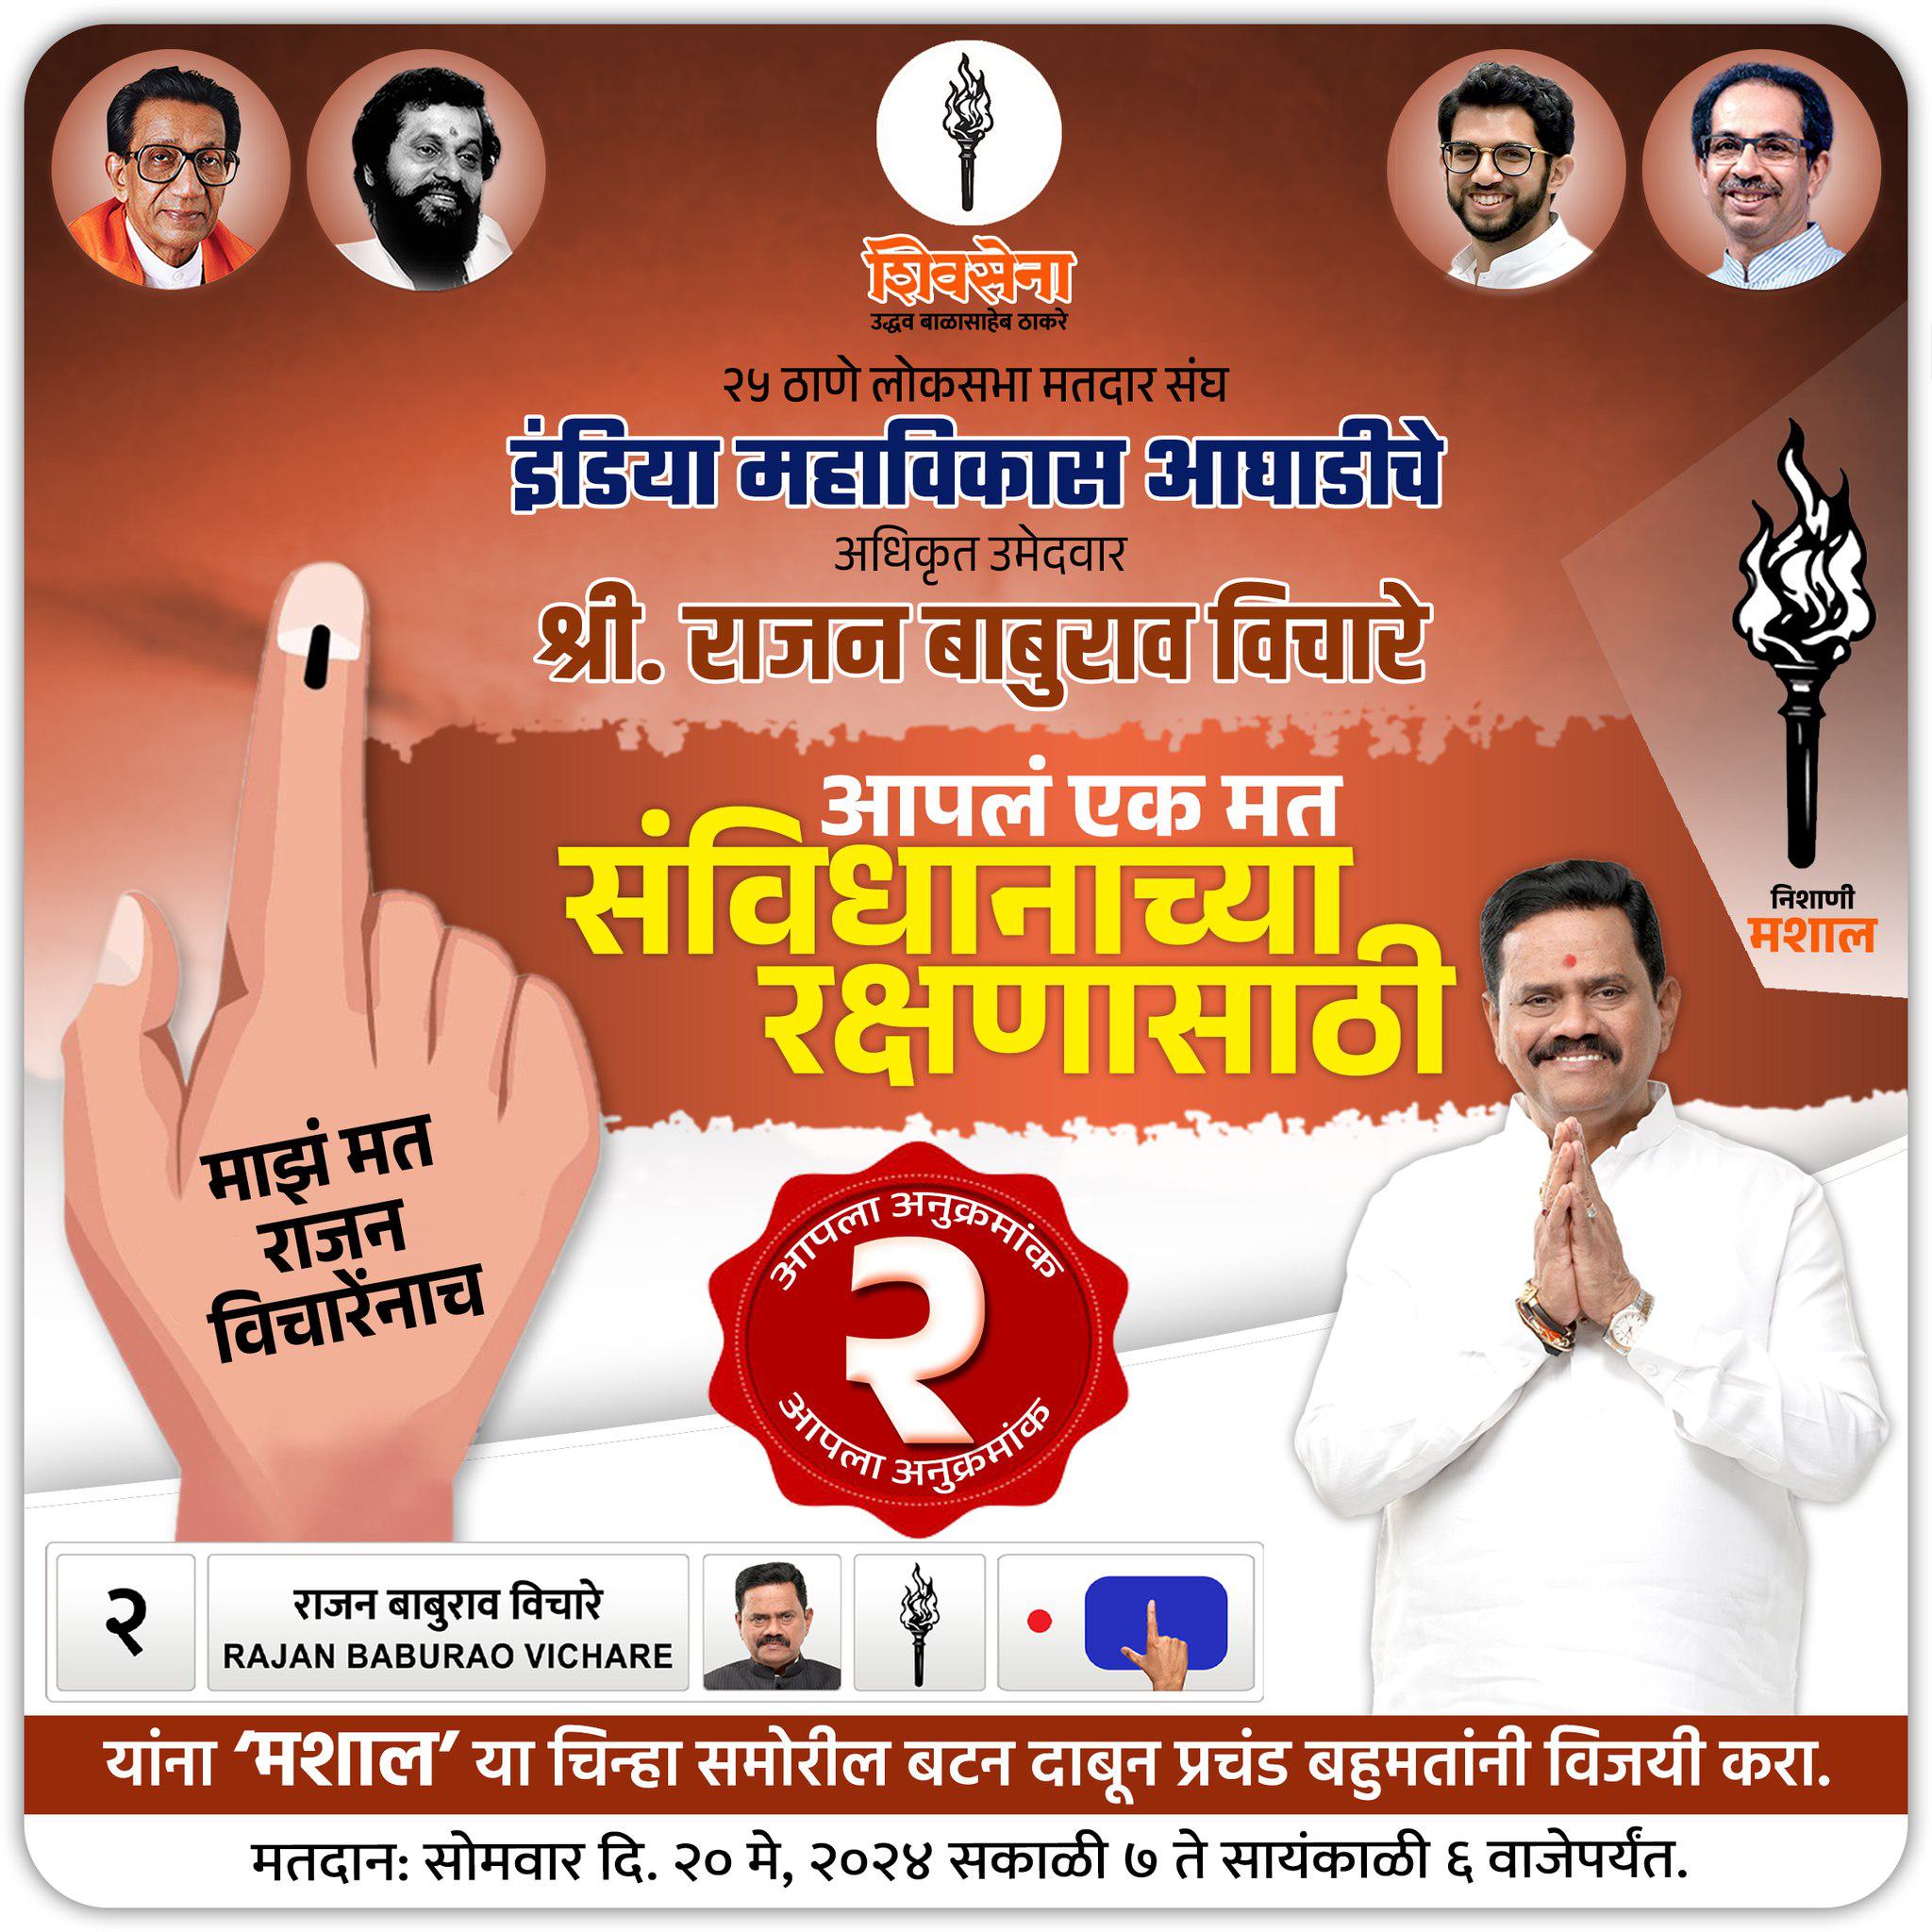 शिवसेना
उद्धव बाळासाहेब ठाकरे
२५ ठाणे लोकसभा मतदार संघ
इंडिया महाविकास आघाडीचे
अधिकृत उमेदवार
श्री. राजन बाबुराव विचारे
आपलं एक मत
संविधानाच्या
रक्षणासाठी
निशाणी
मशाल
माझं मत
राजन
विचारेंनाच
आपला अनुक्रमांक
२
आपला अनुक्रमांक
२
राजन बाबुराव विचारे
RAJAN BABURAO VICHARE
यांना ‘मशाल’ या चिन्हा समोरील बटन दाबून प्रचंड बहुमतांनी विजयी करा.
मतदान: सोमवार दि. २० मे, २०२४ सकाळी ७ ते सायंकाळी ६ वाजेपर्यंत.